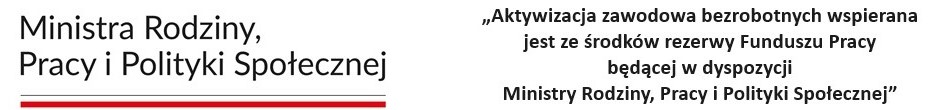 Ministra Rodziny,
Pracy i Polityki Społecznej
„Aktywizacja zawodowa bezrobotnych wspierana
jest ze środków rezerwy Funduszu Pracy
będącej w dyspozycji
Ministry Rodziny, Pracy i Polityki Społecznej”